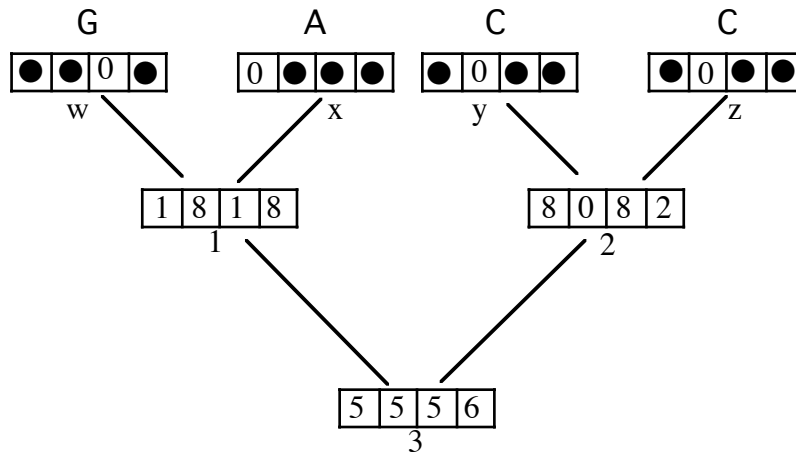 G A C C
● ● 0 ● 0 ● ● ● ● 0 ● ● ● 0 ● ●
w x y z
1 8 1 8 8 0 8 2
1 2
5 5 5 6
3